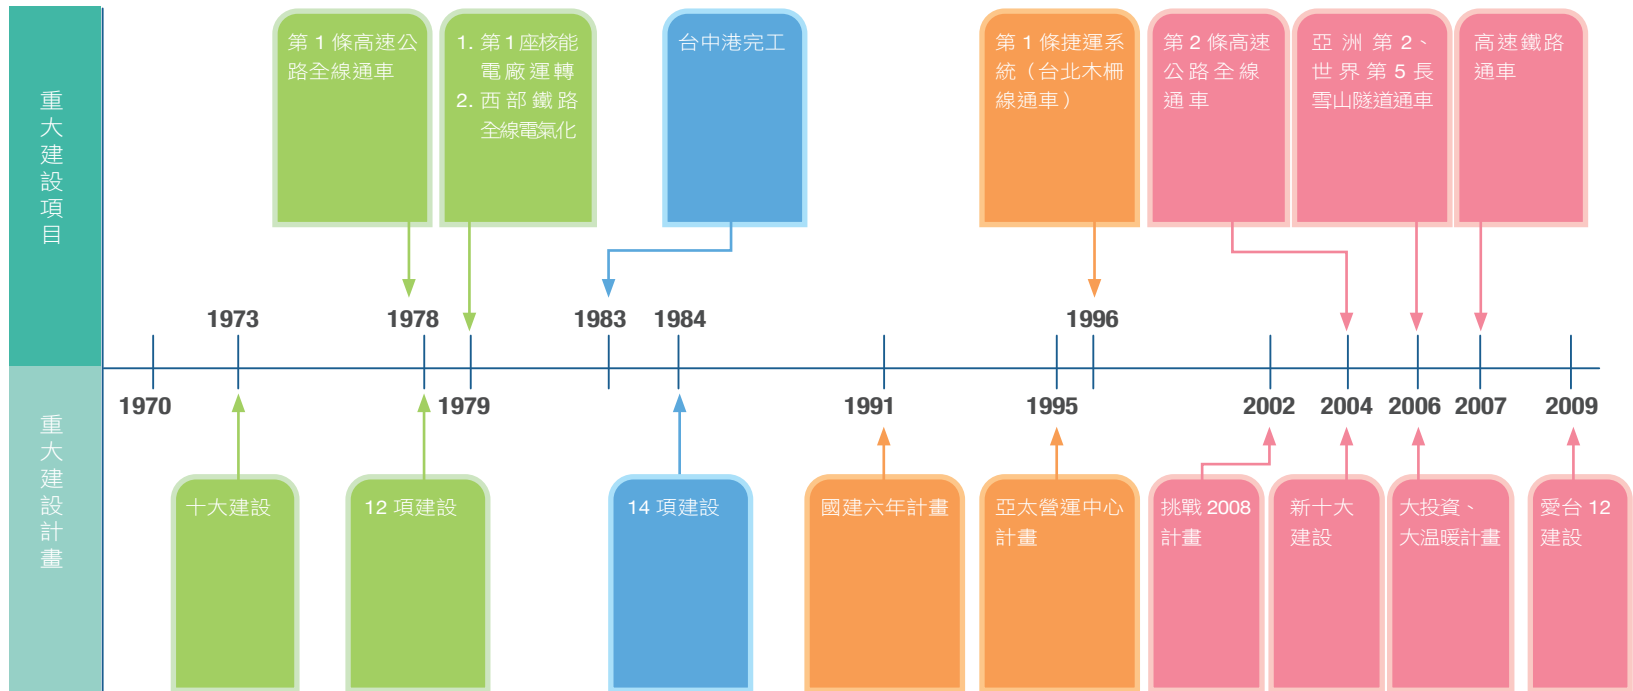 重大建設項目
第 1 條高速公
路全線通車
1. 第 1 座核能
電廠運轉
2. 西部鐵路
全線電氣化
台中港完工
第 1 條捷運系
統（台北木柵
線通車）
第 2 條高速
公路全線
通車
亞洲第 2、
世界第 5 長
雪山隧道通車
高速鐵路
通車
1973
1978
1983
1984
1996
1970
1979
1991
1995
2002
2004
2006
2007
2009
重大建設計畫
十大建設
12 項建設
14 項建設
國建六年計畫
亞太營運中心
計畫
挑戰 2008
計畫
新十大
建設
大投資、
大温暖計畫
愛台 12
建設